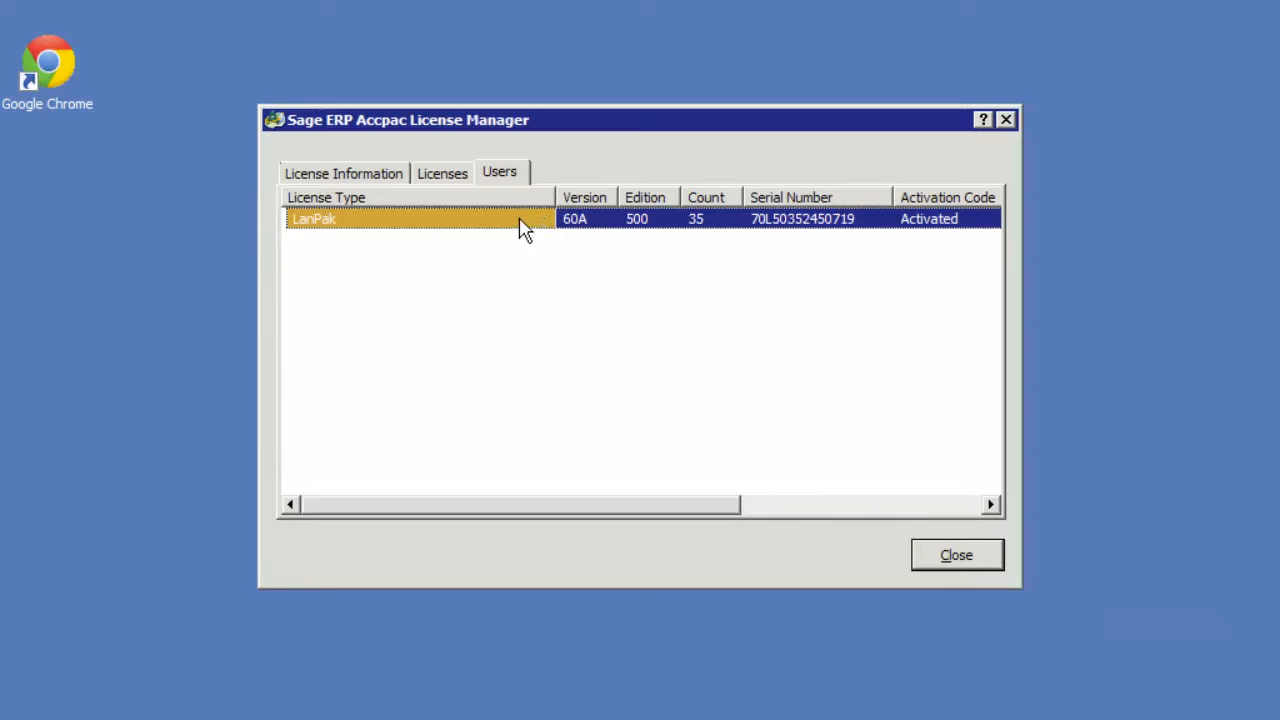 Google Chrome
Sage ERP Accpac License Manager
License Information Licenses Users
License Type Version Edition Count Serial Number Activation Code
LanPak 60A 500 35 70L50352450719 Activated
Close